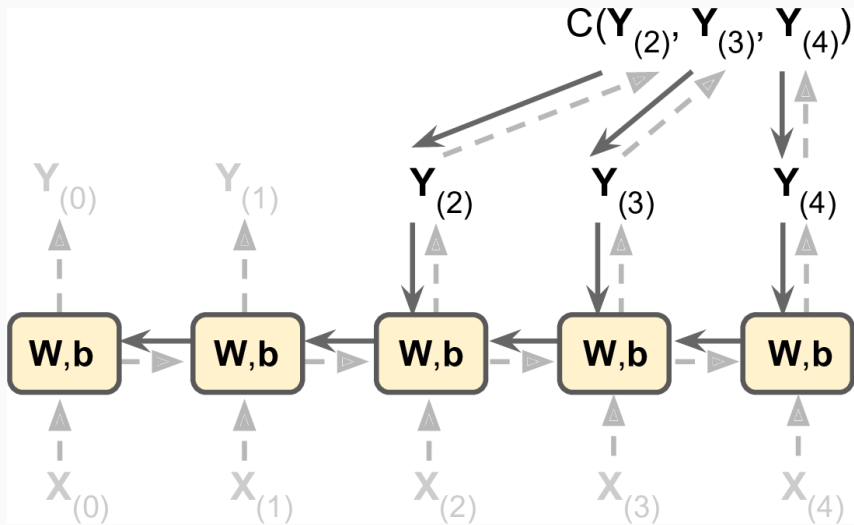 C(Y(2), Y(3), Y(4))
Y(0) Y(1) Y(2) Y(3) Y(4)
W,b W,b W,b W,b W,b
X(0) X(1) X(2) X(3) X(4)